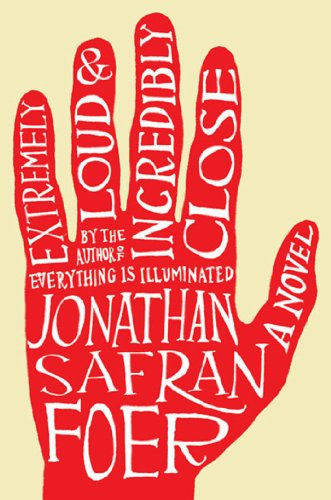 EXTREMELY
LOUD &
INCREDIBLY
CLOSE
BY THE
AUTHOR OF
EVERYTHING IS ILLUMINATED
JONATHAN
SAFRAN
FOER
A NOVEL